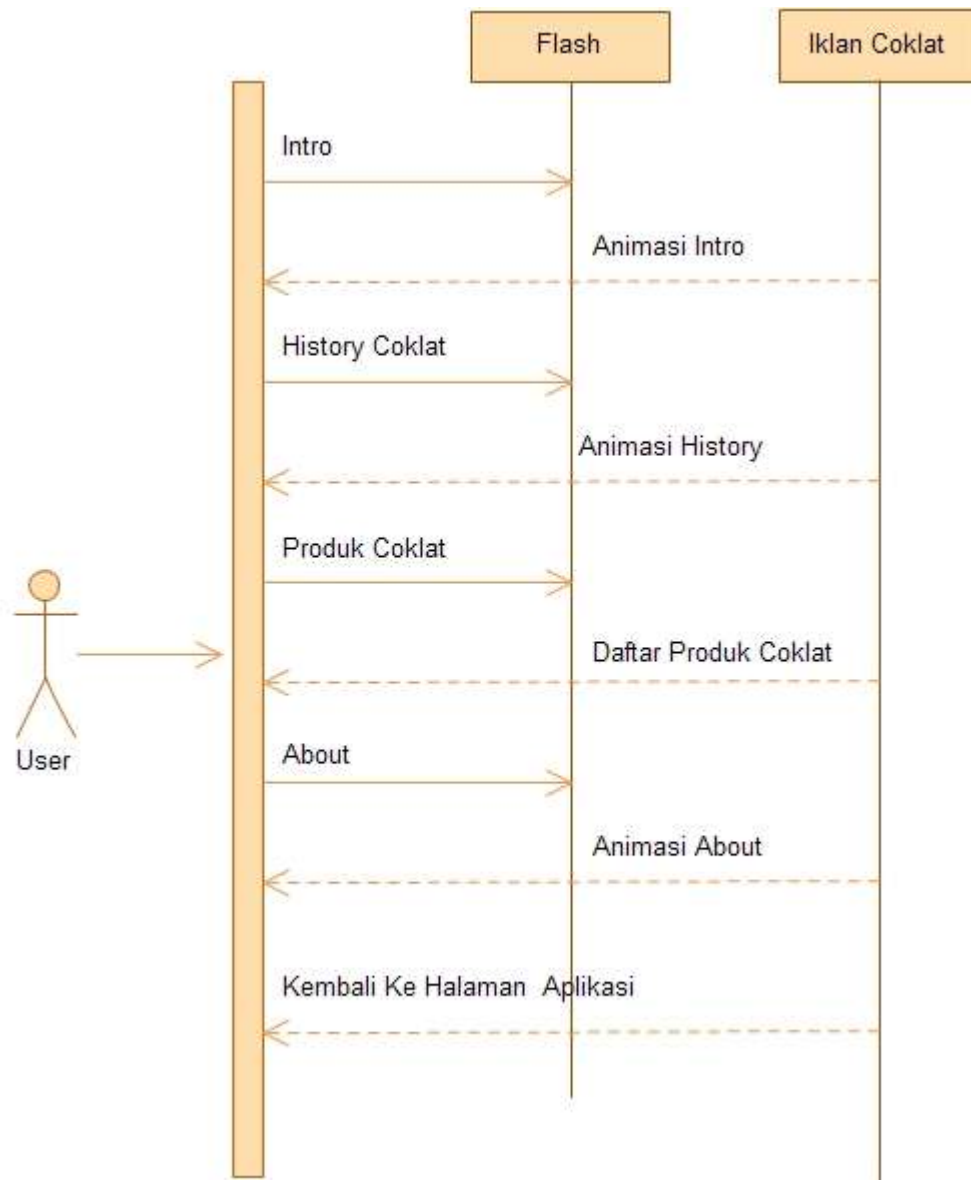 Flash
Iklan Coklat
Intro
Animasi Intro
History Coklat
Animasi History
Produk Coklat
Daftar Produk Coklat
User
About
Animasi About
Kembali Ke Halaman Aplikasi